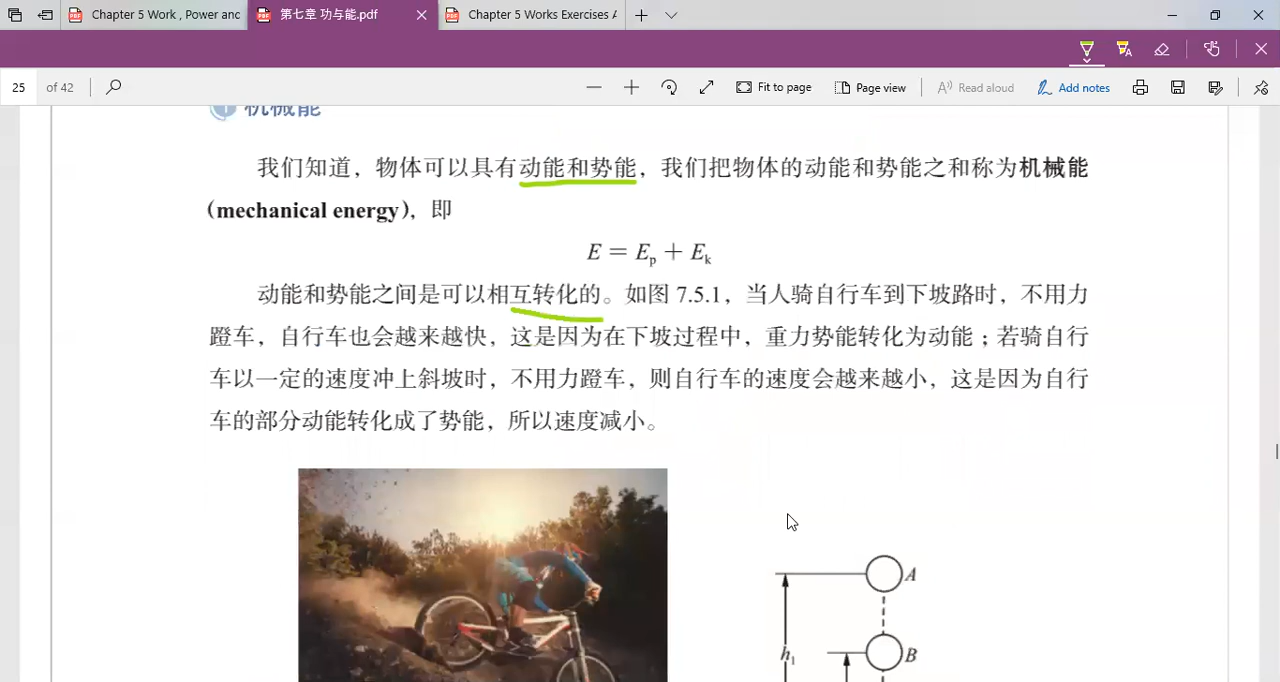 Chapter 5 Work , Power and
第七章 功与能.pdf
Chapter 5 Works Exercises A
25 of 42
Fit to page
Page view
Read aloud
Add notes
机械能
我们知道，物体可以具有动能和势能，我们把物体的动能和势能之和称为机械能
(mechanical energy)，即
E = Ep + Ek
动能和势能之间是可以相互转化的。如图 7.5.1，当人骑自行车到下坡路时，不用力
蹬车，自行车也会越来越快，这是因为在下坡过程中，重力势能转化为动能；若骑自行
车以一定的速度冲上斜坡时，不用力蹬车，则自行车的速度会越来越小，这是因为自行
车的部分动能转化成了势能，所以速度减小。
A
B
h1